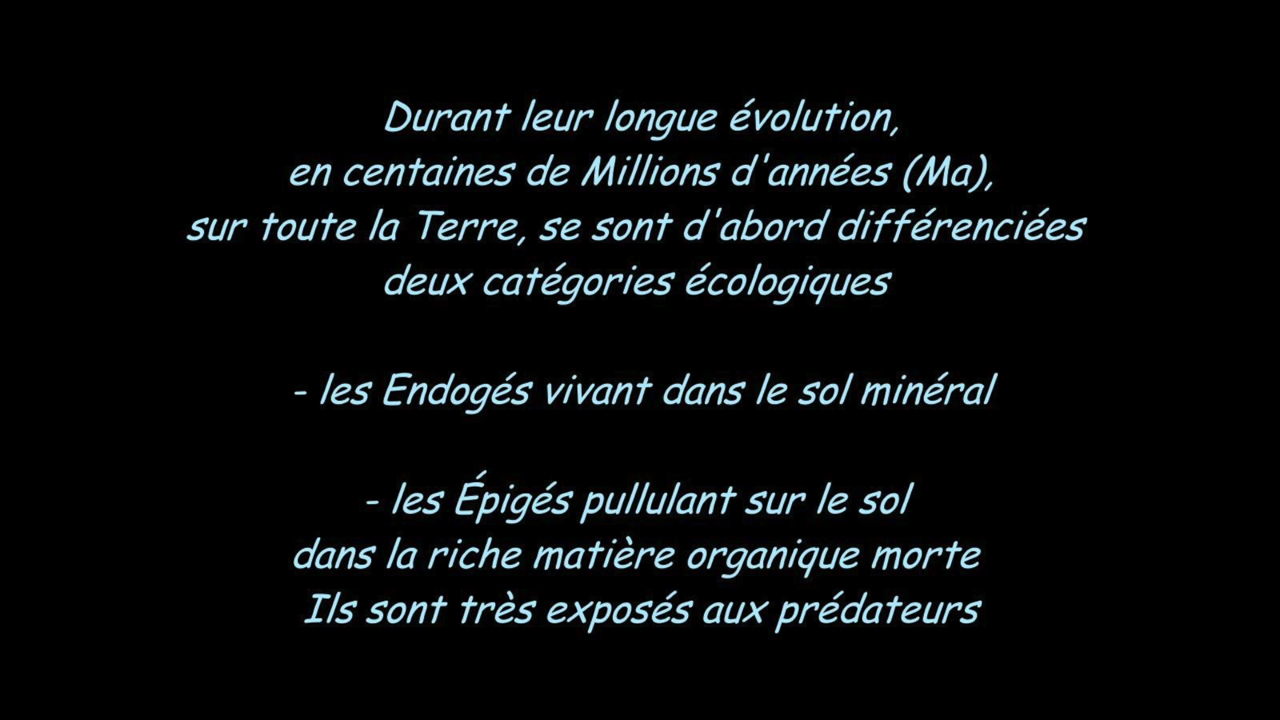 Durant leur longue évolution,
en centaines de Millions d'années (Ma),
sur toute la Terre, se sont d'abord différenciées
deux catégories écologiques
- les Endogés vivant dans le sol minéral
- les Épigés pullulant sur le sol
dans la riche matière organique morte
Ils sont très exposés aux prédateurs